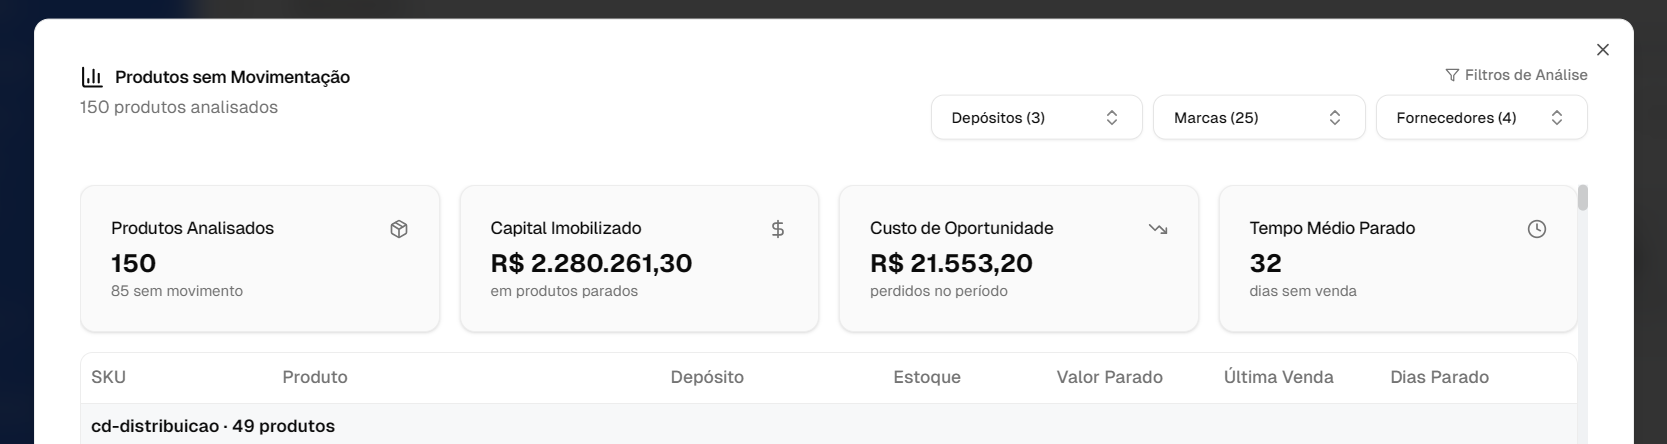 Produtos sem Movimentação
150 produtos analisados
Filtros de Análise
Depósitos (3)
Marcas (25)
Fornecedores (4)
Produtos Analisados
150
85 sem movimento
Capital Imobilizado
R$ 2.280.261,30
em produtos parados
Custo de Oportunidade
R$ 21.553,20
perdidos no período
Tempo Médio Parado
32
dias sem venda
SKU Produto Depósito Estoque Valor Parado Última Venda Dias Parado
cd-distribuicao · 49 produtos